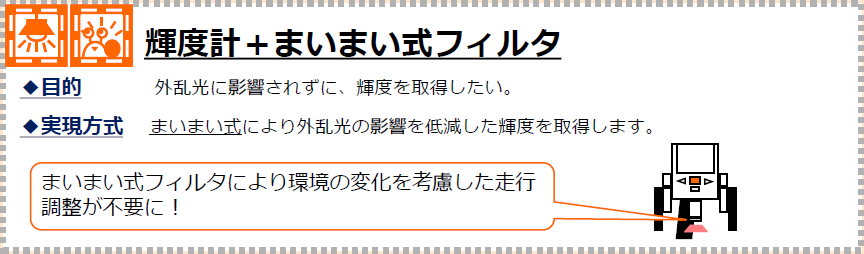 輝度計＋まいまい式フィルタ
◆目的 外乱光に影響されずに、輝度を取得したい。
◆実現方式 まいまい式により外乱光の影響を低減した輝度を取得します。
まいまい式フィルタにより環境の変化を考慮した走行
調整が不要に！